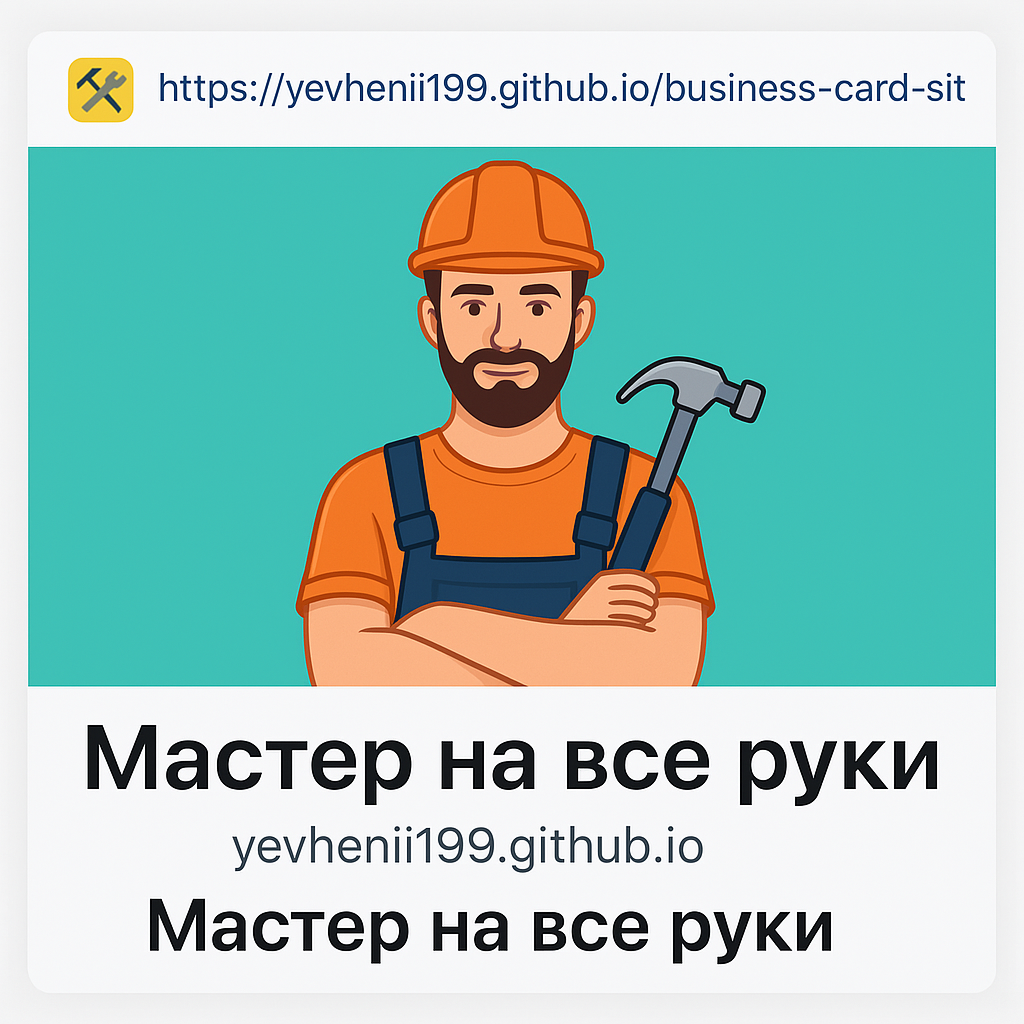 https://yevhenii199.github.io/business-card-sit
Мастер на все руки
yevhenii199.github.io
Мастер на все руки